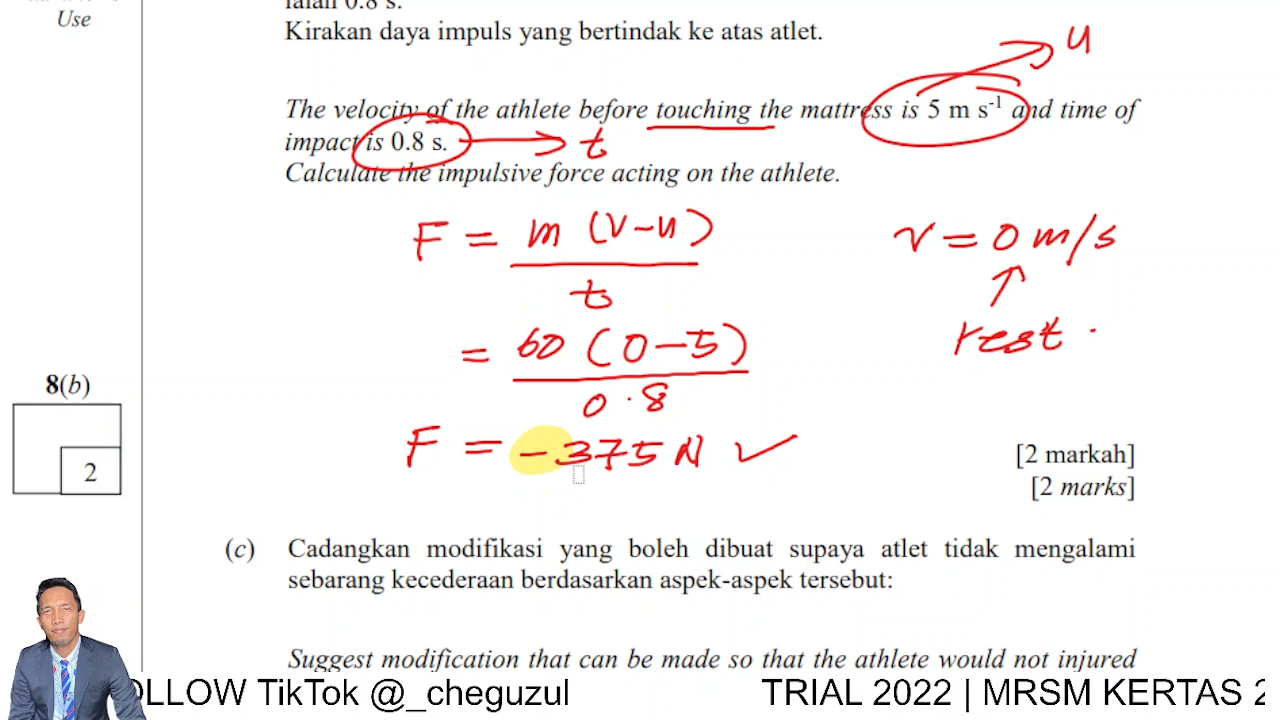 Use
ialah 0.8 s.
Kirakan daya impuls yang bertindak ke atas atlet.
u
The velocity of the athlete before touching the mattress is 5 m s⁻¹ and time of
impact is 0.8 s. t
Calculate the impulsive force acting on the athlete.
F = m (v-u)
t
v = 0 m/s
rest.
= 60 (0-5)
0.8
8(b)
F = -375 N ✓
2
[2 markah]
[2 marks]
(c) Cadangkan modifikasi yang boleh dibuat supaya atlet tidak mengalami
sebarang kecederaan berdasarkan aspek-aspek tersebut:
Suggest modification that can be made so that the athlete would not injured
OLLOW TikTok @_cheguzul TRIAL 2022 | MRSM KERTAS 2